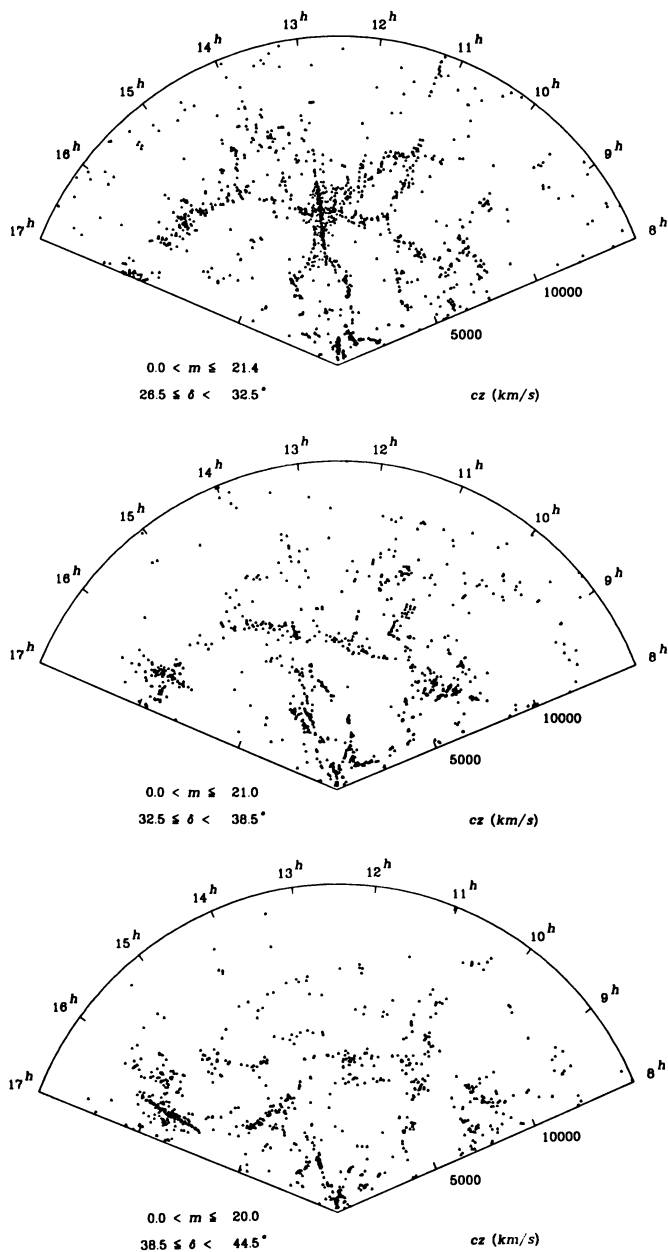 13h 12h
14h 11h
15h 10h
16h 9h
17h 8h
10000
5000
0.0 < m ≤ 21.4
26.5 ≤ δ < 32.5° cz (km/s)
13h 12h
14h 11h
15h 10h
16h 9h
17h 8h
10000
5000
0.0 < m ≤ 21.0
32.5 ≤ δ < 38.5° cz (km/s)
13h 12h
14h 11h
15h 10h
16h 9h
17h 8h
10000
5000
0.0 < m ≤ 20.0
38.5 ≤ δ < 44.5° cz (km/s)